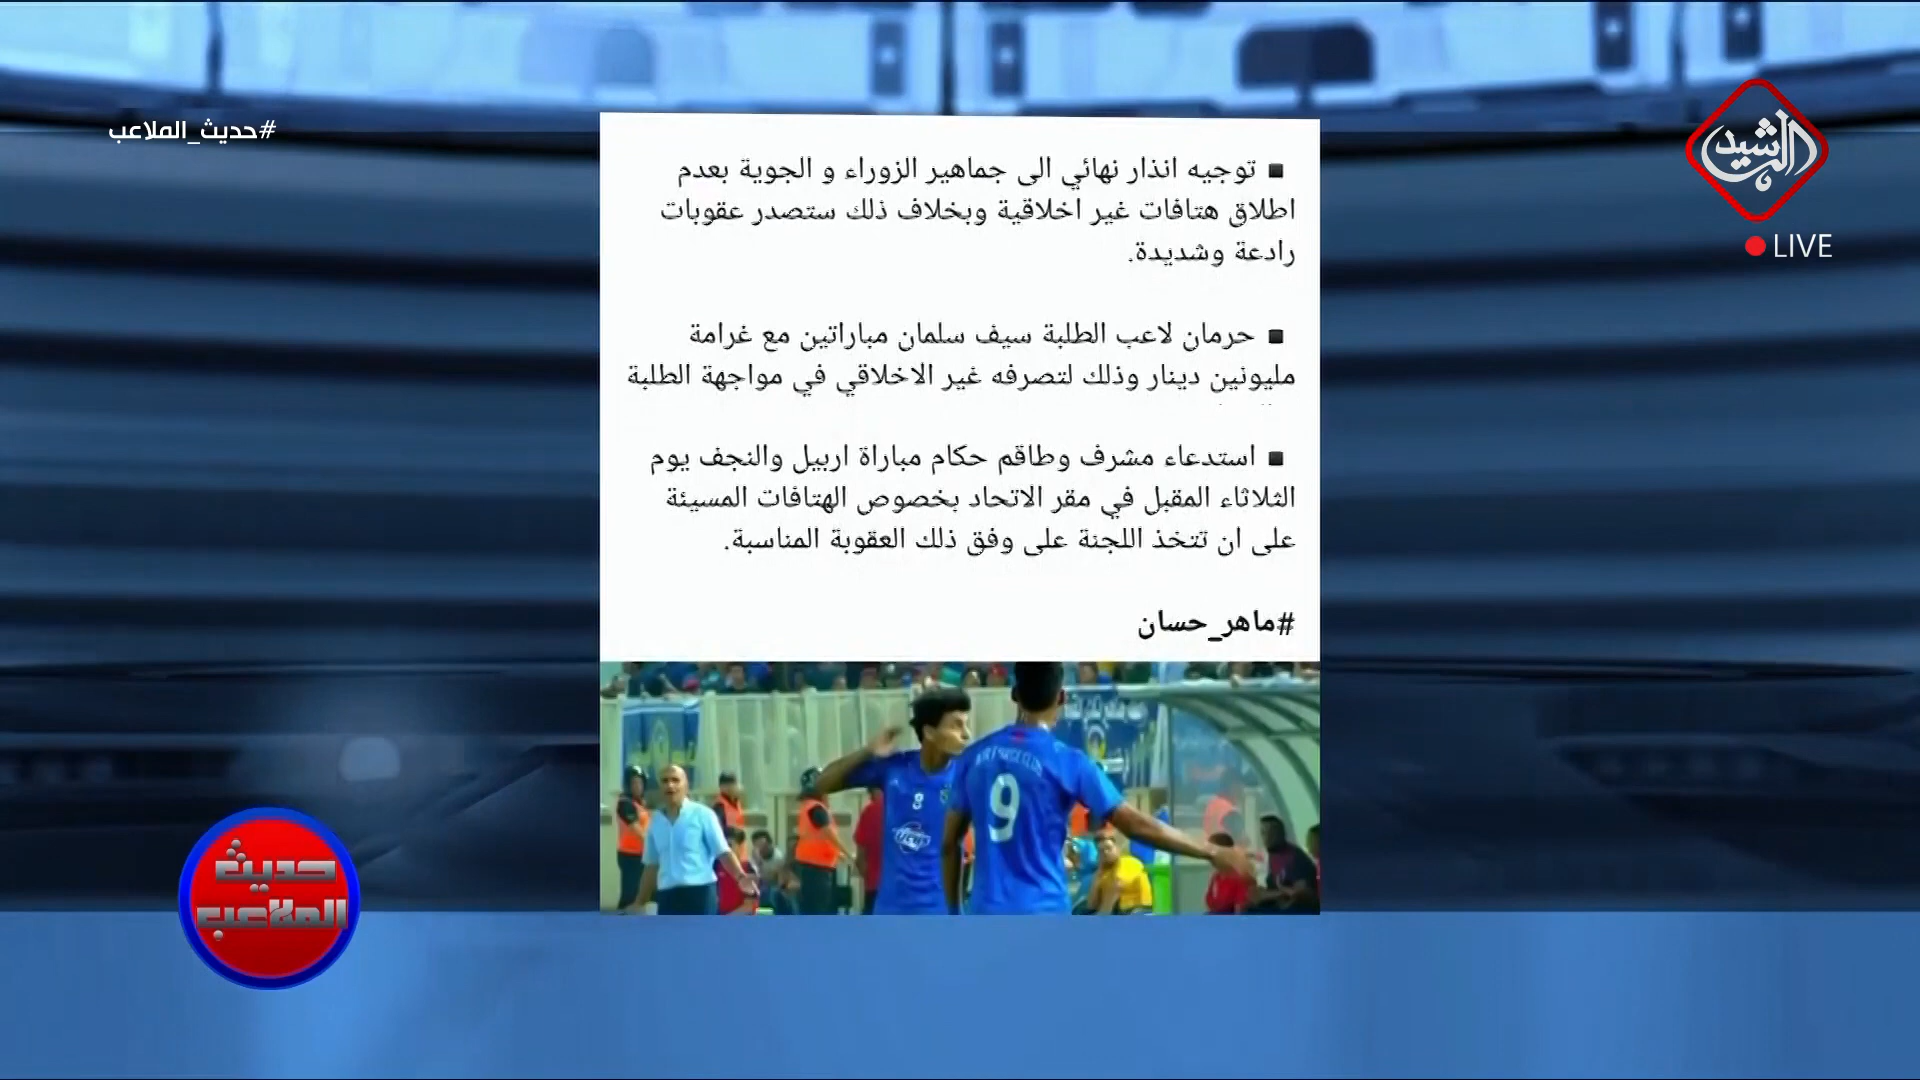 #حديث_الملاعب
الرشيد
LIVE
▪ توجيه انذار نهائي الى جماهير الزوراء و الجوية بعدم
اطلاق هتافات غير اخلاقية وبخلاف ذلك ستصدر عقوبات
رادعة وشديدة.
▪ حرمان لاعب الطلبة سيف سلمان مباراتين مع غرامة
مليونين دينار وذلك لتصرفه غير الاخلاقي في مواجهة الطلبة
▪ استدعاء مشرف وطاقم حكام مباراة اربيل والنجف يوم
الثلاثاء المقبل في مقر الاتحاد بخصوص الهتافات المسيئة
على ان تتخذ اللجنة على وفق ذلك العقوبة المناسبة.
#ماهر_حسان
8
9
حديث
الملاعب